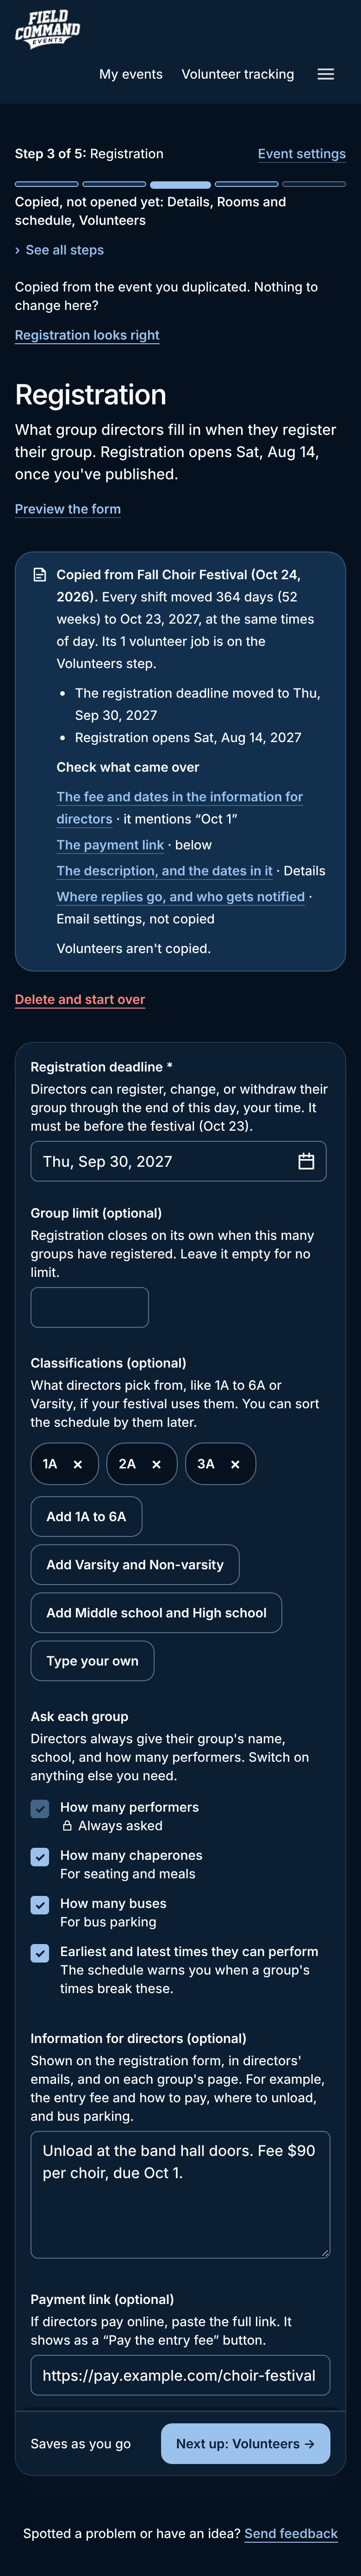 FIELD
COMMAND
EVENTS
My events Volunteer tracking
Step 3 of 5: Registration Event settings
Copied, not opened yet: Details, Rooms and
schedule, Volunteers
› See all steps
Copied from the event you duplicated. Nothing to
change here?
Registration looks right
Registration
What group directors fill in when they register
their group. Registration opens Sat, Aug 14,
once you've published.
Preview the form
Copied from Fall Choir Festival (Oct 24,
2026). Every shift moved 364 days (52
weeks) to Oct 23, 2027, at the same times
of day. Its 1 volunteer job is on the
Volunteers step.
• The registration deadline moved to Thu,
Sep 30, 2027
• Registration opens Sat, Aug 14, 2027
Check what came over
The fee and dates in the information for
directors · it mentions “Oct 1”
The payment link · below
The description, and the dates in it · Details
Where replies go, and who gets notified ·
Email settings, not copied
Volunteers aren't copied.
Delete and start over
Registration deadline *
Directors can register, change, or withdraw their
group through the end of this day, your time. It
must be before the festival (Oct 23).
Thu, Sep 30, 2027
Group limit (optional)
Registration closes on its own when this many
groups have registered. Leave it empty for no
limit.
Classifications (optional)
What directors pick from, like 1A to 6A or
Varsity, if your festival uses them. You can sort
the schedule by them later.
1A × 2A × 3A ×
Add 1A to 6A
Add Varsity and Non-varsity
Add Middle school and High school
Type your own
Ask each group
Directors always give their group's name,
school, and how many performers. Switch on
anything else you need.
How many performers
Always asked
How many chaperones
For seating and meals
How many buses
For bus parking
Earliest and latest times they can perform
The schedule warns you when a group's
times break these.
Information for directors (optional)
Shown on the registration form, in directors'
emails, and on each group's page. For example,
the entry fee and how to pay, where to unload,
and bus parking.
Unload at the band hall doors. Fee $90
per choir, due Oct 1.
Payment link (optional)
If directors pay online, paste the full link. It
shows as a “Pay the entry fee” button.
https://pay.example.com/choir-festival
Saves as you go Next up: Volunteers →
Spotted a problem or have an idea? Send feedback